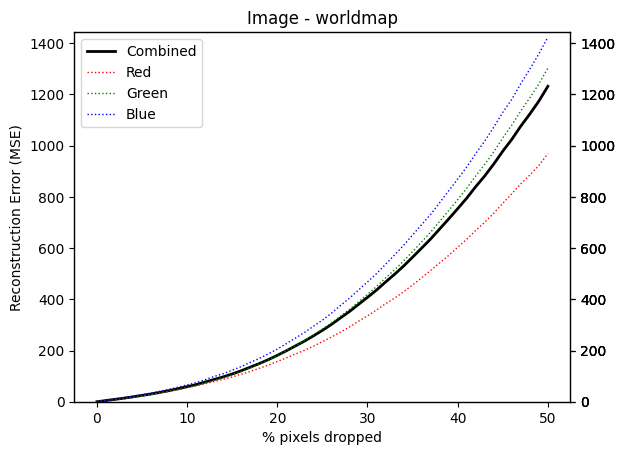 Image - worldmap
Combined
Red
Green
Blue
Reconstruction Error (MSE)
1400
1200
1000
800
600
400
200
0
1400
1200
1000
800
600
400
200
0
0 10 20 30 40 50
% pixels dropped